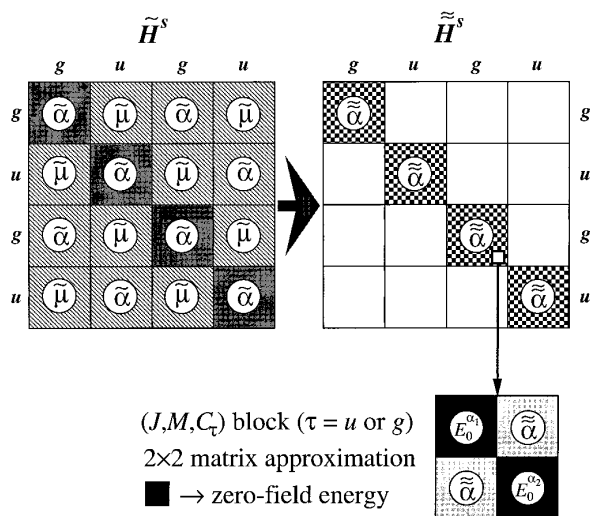 H̃ˢ H̃̃ˢ
g u g u g u g u
g α̃ μ̃ α̃ μ̃ α̃̃ g
u μ̃ α̃ μ̃ α̃ α̃̃ u
g α̃ μ̃ α̃ μ̃ α̃̃ g
u μ̃ α̃ μ̃ α̃ α̃̃ u
(J,M,C_τ) block (τ = u or g)
2×2 matrix approximation
→ zero-field energy
E₀^α₁ α̃̃
α̃̃ E₀^α₂